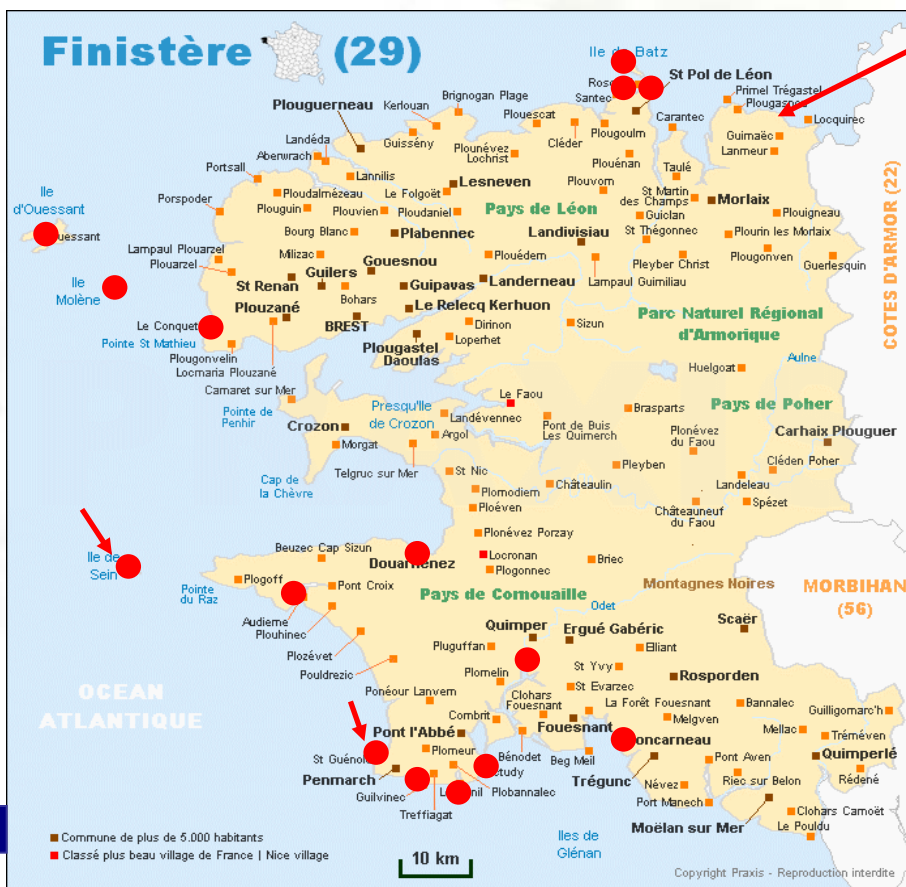 Finistère (29)
Ile de Batz
St Pol de Léon
Santec
Primel Trégastel
Plougasnou
Locquirec
Brignogan Plage
Kerlouan
Plouguerneau
Plouescat
Carantec
Guimaëc
Lanmeur
Guissény
Landéda
Aberwrach
Plounévez
Lochrist
Cléder
Plougoulm
Plouénan
Taulé
Portsall
Lannilis
Lesneven
Le Folgoët
Plouvorn
St Martin
des Champs
Morlaix
Ile
d'Ouessant
Porspoder
Ploudalmézeau
Plouguin
Plouvien
Ploudaniel
Pays de Léon
Guiclan
Plouigneau
Bourg Blanc
Plabennec
Landivisiau
St Thégonnec
Plourin les Morlaix
Lampaul Plouarzel
Plouarzel
Milizac
Gouesnou
Plouédern
Pleyber Christ
Plougonven
Guerlesquin
COTES D'ARMOR (22)
Ile
Molène
St Renan
Guilers
Guipavas
Landerneau
Lampaul Guimiliau
Bohars
Plouzané
Le Relecq Kerhuon
Parc Naturel Régional
d'Armorique
Le Conquet
BREST
Dirinon
Sizun
Pointe St Mathieu
Plougonvelin
Locmaria Plouzané
Plougastel
Daoulas
Loperhet
Aulne
Camaret sur Mer
Huelgoat
Le Faou
Pointe de
Penhir
Presqu'Ile
de Crozon
Landévennec
Brasparts
Pays de Poher
Crozon
Argol
Pont de Buis
Les Quimerch
Plonévez
du Faou
Carhaix Plouguer
Morgat
Telgruc sur Mer
St Nic
Pleyben
Cléden Poher
Cap de
la Chèvre
Châteaulin
Landeleau
Plomodiern
Ploéven
Châteauneuf
du Faou
Spézet
Plonévez Porzay
Beuzec Cap Sizun
Ile de
Sein
Douarnenez
Locronan
Briec
Plogonnec
Plogoff
Pont Croix
Pointe
du Raz
Pays de Cornouaille
Montagnes Noires
MORBIHAN
(56)
Audierne
Plouhinec
Odet
Scaër
Quimper
Ergué Gabéric
Plozévet
Pluguffan
Elliant
Pouldrezic
Plomelin
St Yvy
Rosporden
St Evarzec
OCEAN
ATLANTIQUE
Ponéour Lanvern
Clohars
Fouesnant
La Forêt Fouesnant
Bannalec
Guilligomarc'h
Combrit
Melgven
Mellac
Tréméven
Pont l'Abbé
Fouesnant
Concarneau
Quimperlé
Plomeur
Bénodet
Beg Meil
Pont Aven
Penmarch
Plobannalec
Trégunc
Névez
Riec sur Belon
Rédéné
Guilvinec
Treffiagat
Port Manech
Clohars Camoët
Moëlan sur Mer
Le Pouldu
Iles de
Glénan
Commune de plus de 5.000 habitants
Classé plus beau village de France | Nice village
10 km
Copyright Praxis - Reproduction interdite